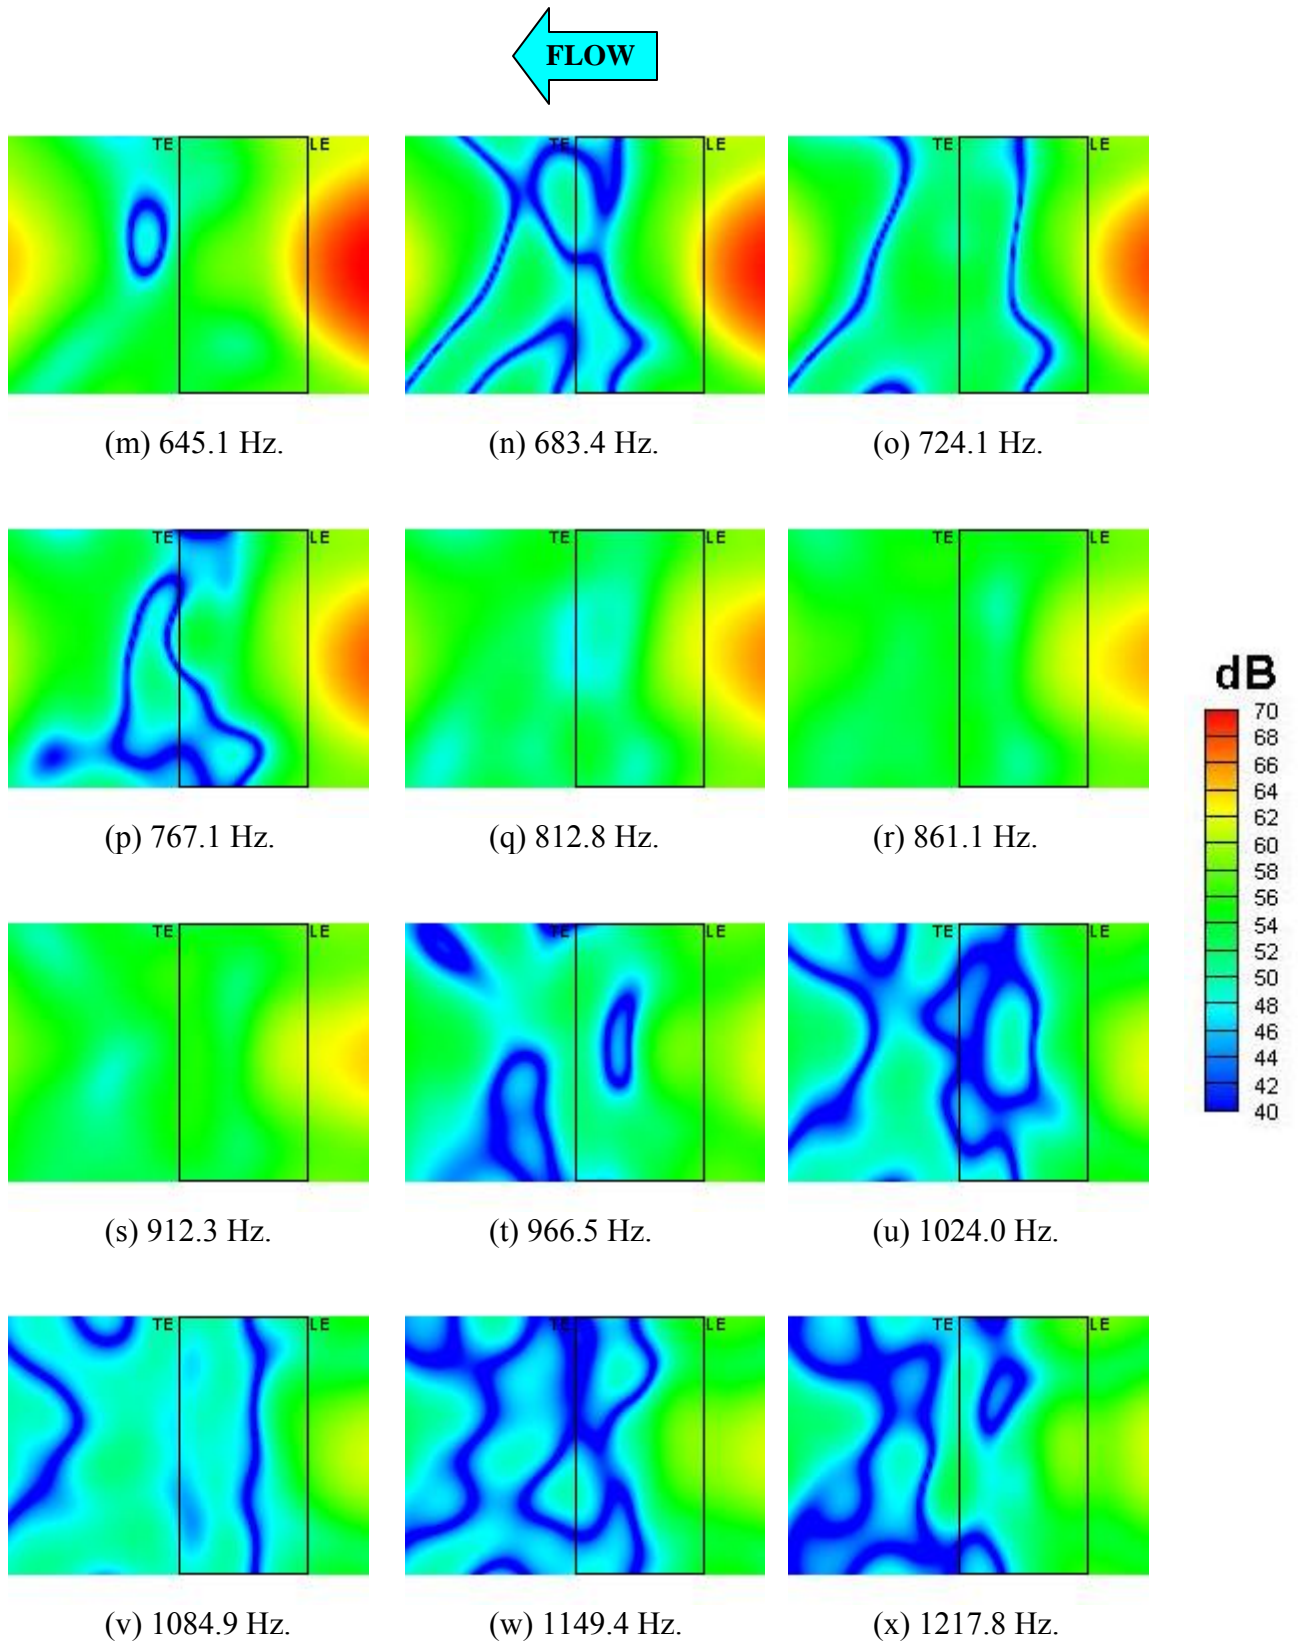 FLOW
TE LE TE LE TE LE
(m) 645.1 Hz. (n) 683.4 Hz. (o) 724.1 Hz.
TE LE TE LE TE LE
(p) 767.1 Hz. (q) 812.8 Hz. (r) 861.1 Hz.
dB
70
68
66
64
62
60
58
56
54
52
50
48
46
44
42
40
TE LE TE LE TE LE
(s) 912.3 Hz. (t) 966.5 Hz. (u) 1024.0 Hz.
TE LE TE LE TE LE
(v) 1084.9 Hz. (w) 1149.4 Hz. (x) 1217.8 Hz.